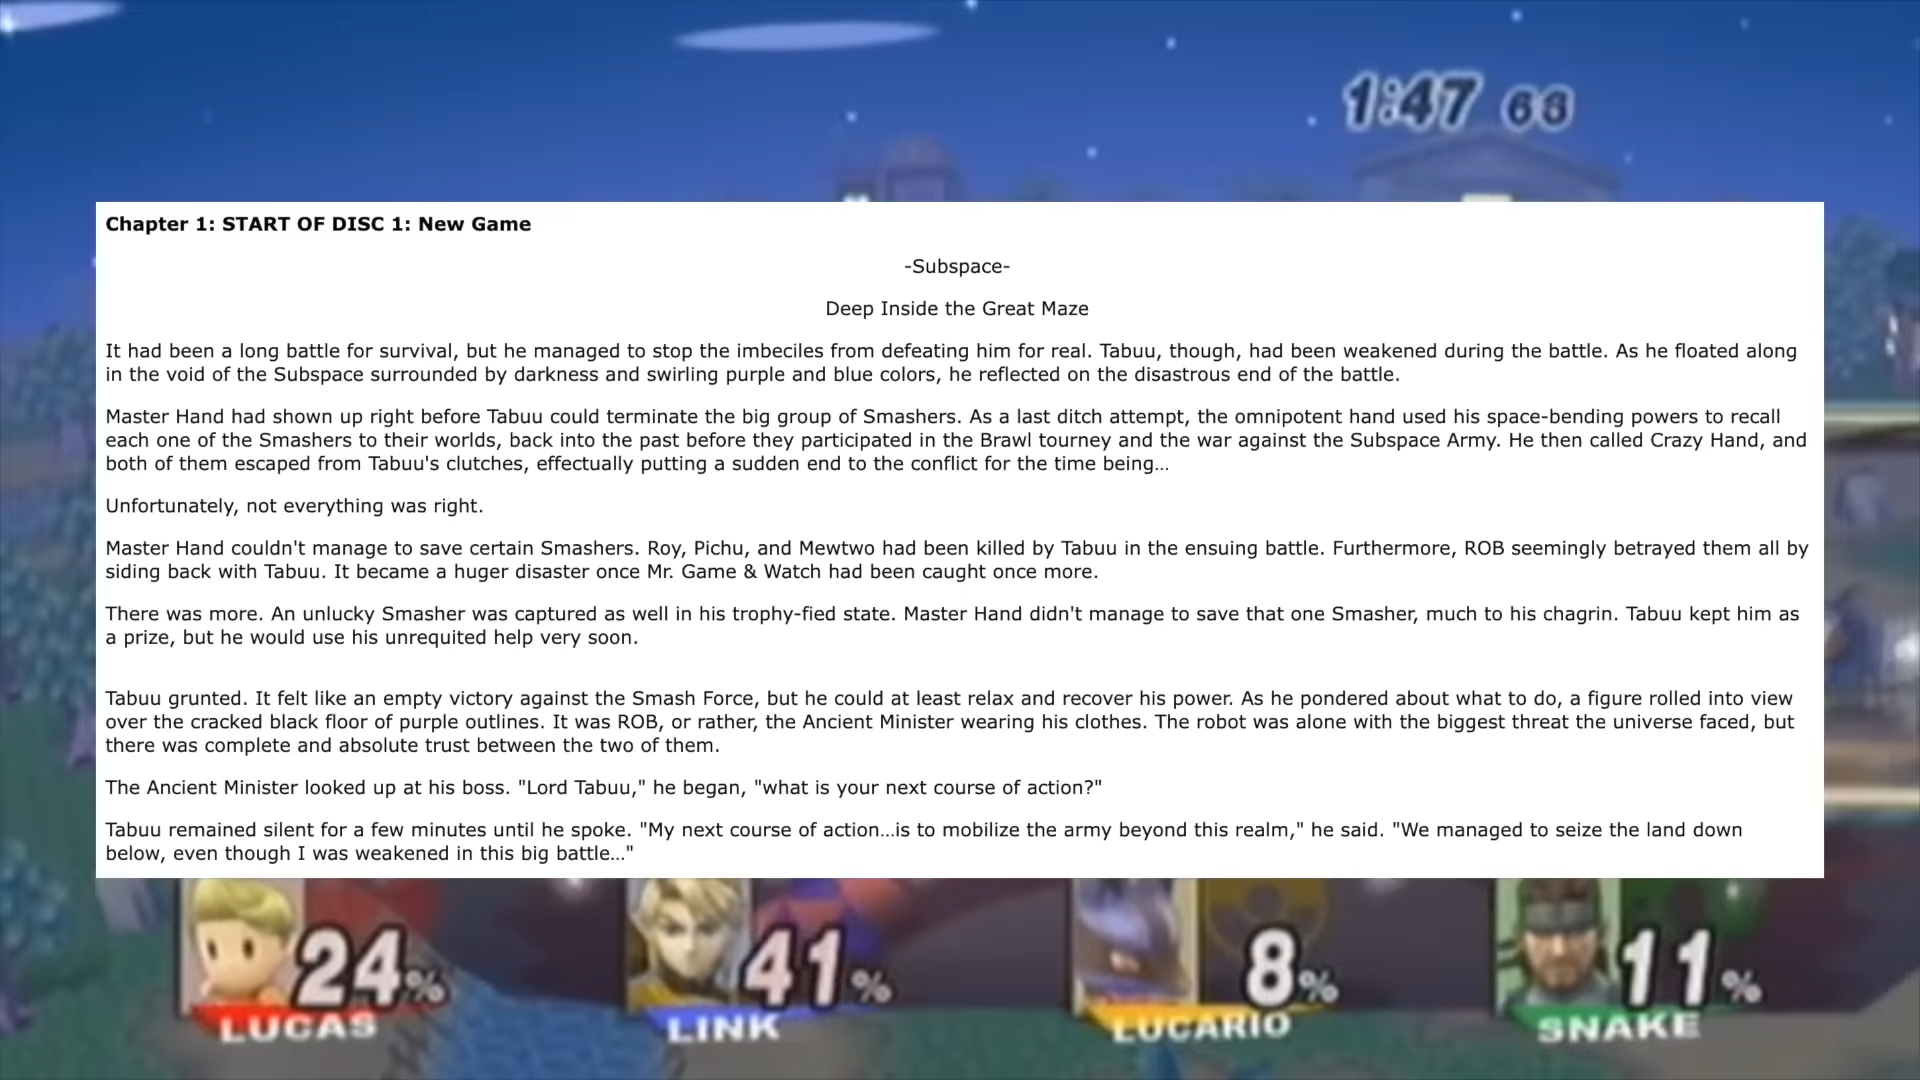 1:47 68
Chapter 1: START OF DISC 1: New Game
-Subspace-
Deep Inside the Great Maze
It had been a long battle for survival, but he managed to stop the imbeciles from defeating him for real. Tabuu, though, had been weakened during the battle. As he floated along
in the void of the Subspace surrounded by darkness and swirling purple and blue colors, he reflected on the disastrous end of the battle.
Master Hand had shown up right before Tabuu could terminate the big group of Smashers. As a last ditch attempt, the omnipotent hand used his space-bending powers to recall
each one of the Smashers to their worlds, back into the past before they participated in the Brawl tourney and the war against the Subspace Army. He then called Crazy Hand, and
both of them escaped from Tabuu's clutches, effectually putting a sudden end to the conflict for the time being…
Unfortunately, not everything was right.
Master Hand couldn't manage to save certain Smashers. Roy, Pichu, and Mewtwo had been killed by Tabuu in the ensuing battle. Furthermore, ROB seemingly betrayed them all by
siding back with Tabuu. It became a huger disaster once Mr. Game & Watch had been caught once more.
There was more. An unlucky Smasher was captured as well in his trophy-fied state. Master Hand didn't manage to save that one Smasher, much to his chagrin. Tabuu kept him as
a prize, but he would use his unrequited help very soon.
Tabuu grunted. It felt like an empty victory against the Smash Force, but he could at least relax and recover his power. As he pondered about what to do, a figure rolled into view
over the cracked black floor of purple outlines. It was ROB, or rather, the Ancient Minister wearing his clothes. The robot was alone with the biggest threat the universe faced, but
there was complete and absolute trust between the two of them.
The Ancient Minister looked up at his boss. "Lord Tabuu," he began, "what is your next course of action?"
Tabuu remained silent for a few minutes until he spoke. "My next course of action…is to mobilize the army beyond this realm," he said. "We managed to seize the land down
below, even though I was weakened in this big battle…"
24% 41% 8% 11%
LUCAS LINK LUCARIO SNAKE